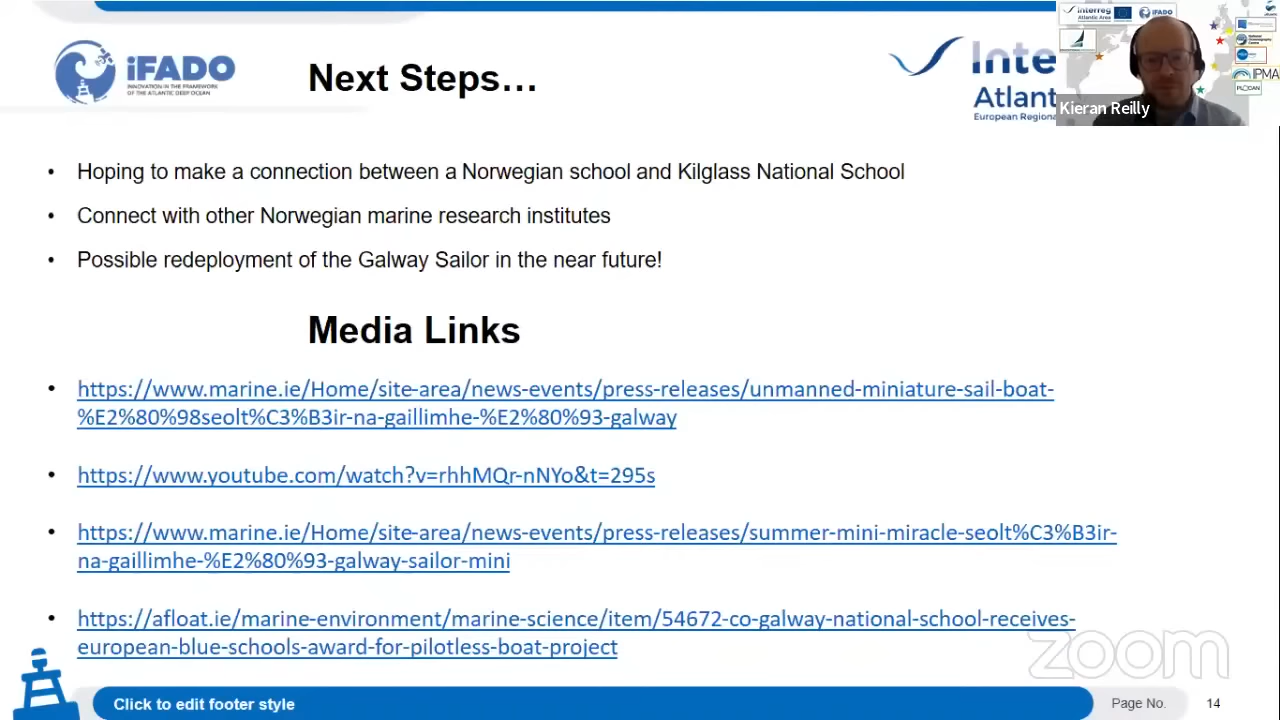 iFADO
INNOVATION IN THE FRAMEWORK
OF THE ATLANTIC DEEP OCEAN
Next Steps…
Inte
Atlant
European Regional
Interreg
Atlantic Area
iFADO
IPMA
PLOCAN
Kieran Reilly
• Hoping to make a connection between a Norwegian school and Kilglass National School
• Connect with other Norwegian marine research institutes
• Possible redeployment of the Galway Sailor in the near future!
Media Links
• https://www.marine.ie/Home/site-area/news-events/press-releases/unmanned-miniature-sail-boat-
%E2%80%98seolt%C3%B3ir-na-gaillimhe-%E2%80%93-galway
• https://www.youtube.com/watch?v=rhhMQr-nNYo&t=295s
• https://www.marine.ie/Home/site-area/news-events/press-releases/summer-mini-miracle-seolt%C3%B3ir-
na-gaillimhe-%E2%80%93-galway-sailor-mini
• https://afloat.ie/marine-environment/marine-science/item/54672-co-galway-national-school-receives-
european-blue-schools-award-for-pilotless-boat-project
zoom
Click to edit footer style
Page No. 14